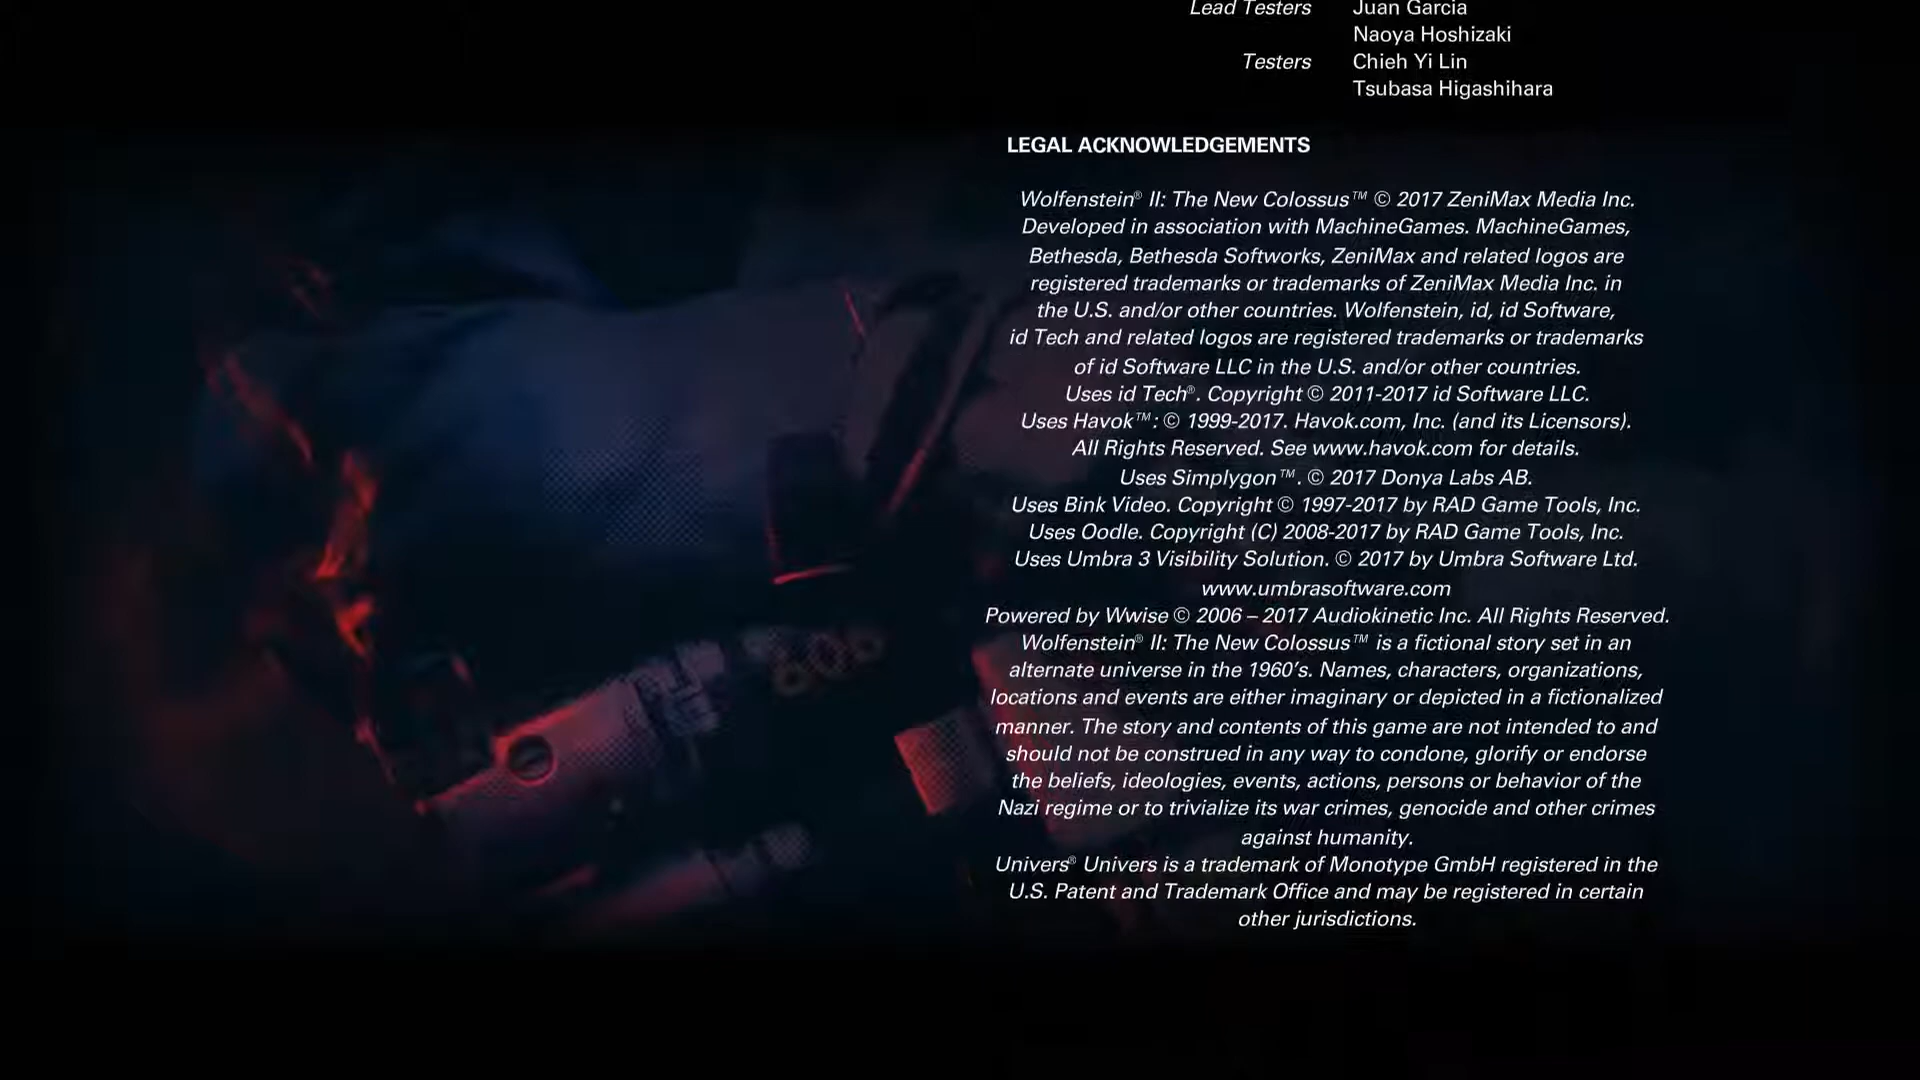 Lead Testers Juan Garcia
Naoya Hoshizaki
Testers Chieh Yi Lin
Tsubasa Higashihara
LEGAL ACKNOWLEDGEMENTS
Wolfenstein® II: The New Colossus™ © 2017 ZeniMax Media Inc.
Developed in association with MachineGames. MachineGames,
Bethesda, Bethesda Softworks, ZeniMax and related logos are
registered trademarks or trademarks of ZeniMax Media Inc. in
the U.S. and/or other countries. Wolfenstein, id, id Software,
id Tech and related logos are registered trademarks or trademarks
of id Software LLC in the U.S. and/or other countries.
Uses id Tech®. Copyright © 2011-2017 id Software LLC.
Uses Havok™: © 1999-2017. Havok.com, Inc. (and its Licensors).
All Rights Reserved. See www.havok.com for details.
Uses Simplygon™. © 2017 Donya Labs AB.
Uses Bink Video. Copyright © 1997-2017 by RAD Game Tools, Inc.
Uses Oodle. Copyright (C) 2008-2017 by RAD Game Tools, Inc.
Uses Umbra 3 Visibility Solution. © 2017 by Umbra Software Ltd.
www.umbrasoftware.com
Powered by Wwise © 2006 – 2017 Audiokinetic Inc. All Rights Reserved.
Wolfenstein® II: The New Colossus™ is a fictional story set in an
alternate universe in the 1960's. Names, characters, organizations,
locations and events are either imaginary or depicted in a fictionalized
manner. The story and contents of this game are not intended to and
should not be construed in any way to condone, glorify or endorse
the beliefs, ideologies, events, actions, persons or behavior of the
Nazi regime or to trivialize its war crimes, genocide and other crimes
against humanity.
Univers® Univers is a trademark of Monotype GmbH registered in the
U.S. Patent and Trademark Office and may be registered in certain
other jurisdictions.